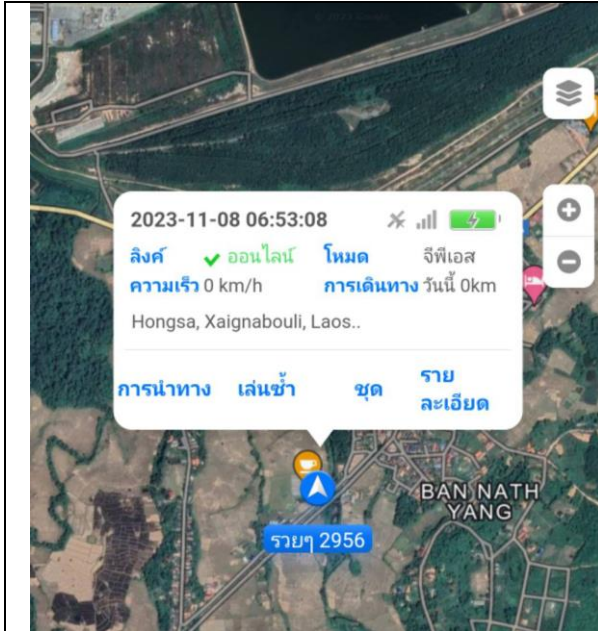 2023-11-08 06:53:08
ลิงค์ ออนไลน์ โหมด จีพีเอส
ความเร็ว 0 km/h การเดินทาง วันนี้ 0km
Hongsa, Xaignabouli, Laos..
การนำทาง เล่นซ้ำ ชุด ราย
ละเอียด
BAN NATH
YANG
รวยๆ 2956